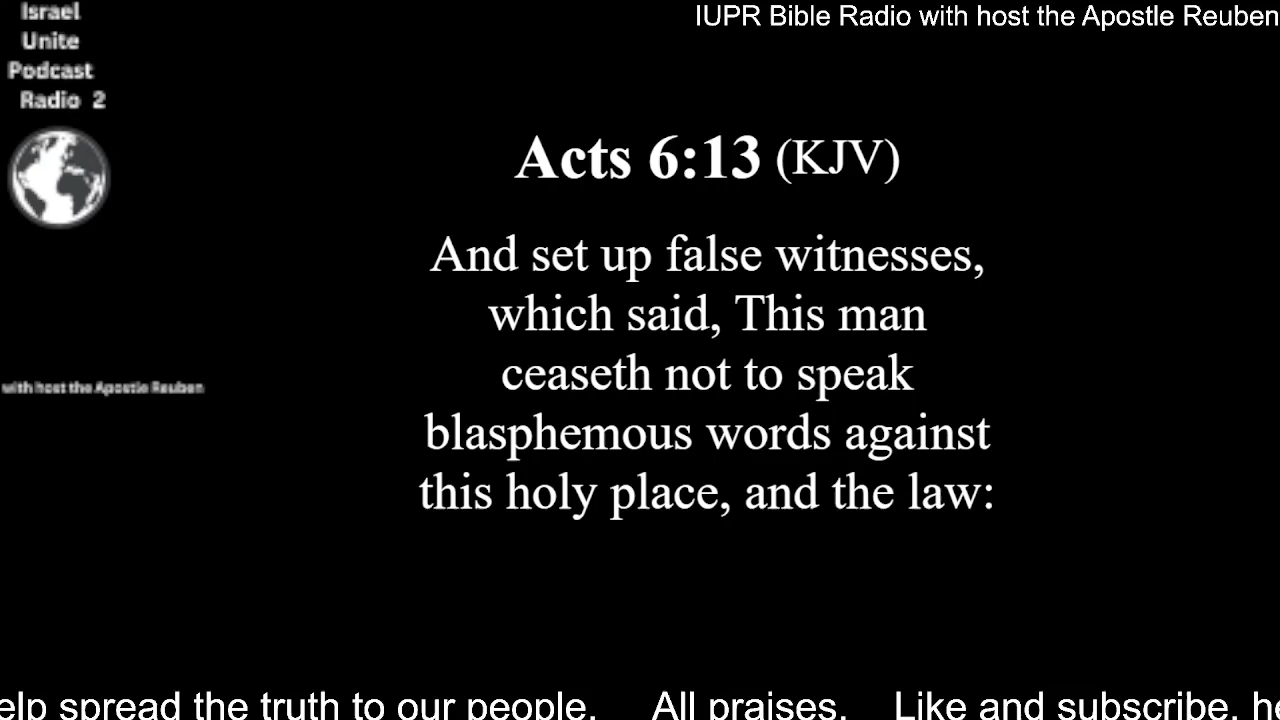 Israel
Unite
Podcast
Radio 2
with host the Apostle Reuben
IUPR Bible Radio with host the Apostle Reuben
Acts 6:13 (KJV)
And set up false witnesses,
which said, This man
ceaseth not to speak
blasphemous words against
this holy place, and the law:
elp spread the truth to our people. All praises. Like and subscribe, he